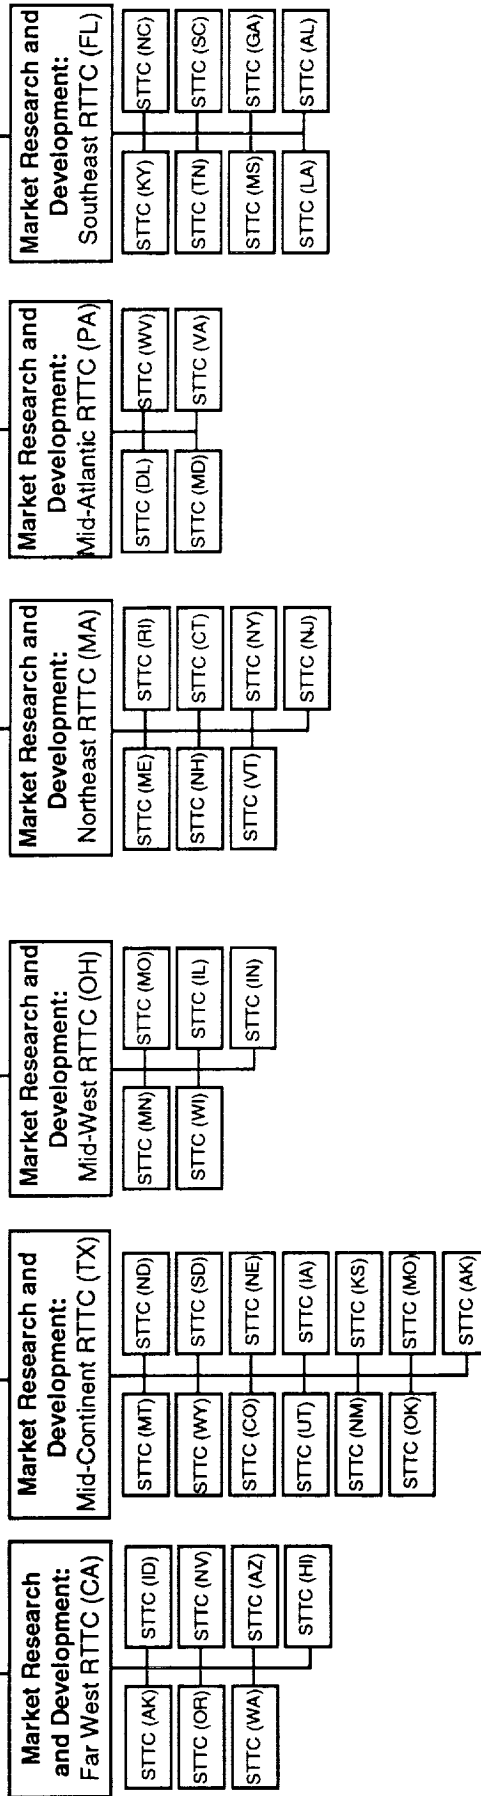 Market Research
and Development:
Far West RTTC (CA)
STTC (AK)
STTC (ID)
STTC (OR)
STTC (NV)
STTC (WA)
STTC (AZ)
STTC (HI)
Market Research and
Development:
Mid-Continent RTTC (TX)
STTC (MT)
STTC (ND)
STTC (WY)
STTC (SD)
STTC (CO)
STTC (NE)
STTC (UT)
STTC (IA)
STTC (NM)
STTC (KS)
STTC (OK)
STTC (MO)
STTC (AK)
Market Research and
Development:
Mid-West RTTC (OH)
STTC (MN)
STTC (MO)
STTC (WI)
STTC (IL)
STTC (IN)
Market Research and
Development:
Northeast RTTC (MA)
STTC (ME)
STTC (RI)
STTC (NH)
STTC (CT)
STTC (VT)
STTC (NY)
STTC (NJ)
Market Research and
Development:
Mid-Atlantic RTTC (PA)
STTC (DL)
STTC (WV)
STTC (MD)
STTC (VA)
Market Research and
Development:
Southeast RTTC (FL)
STTC (KY)
STTC (NC)
STTC (TN)
STTC (SC)
STTC (MS)
STTC (GA)
STTC (LA)
STTC (AL)